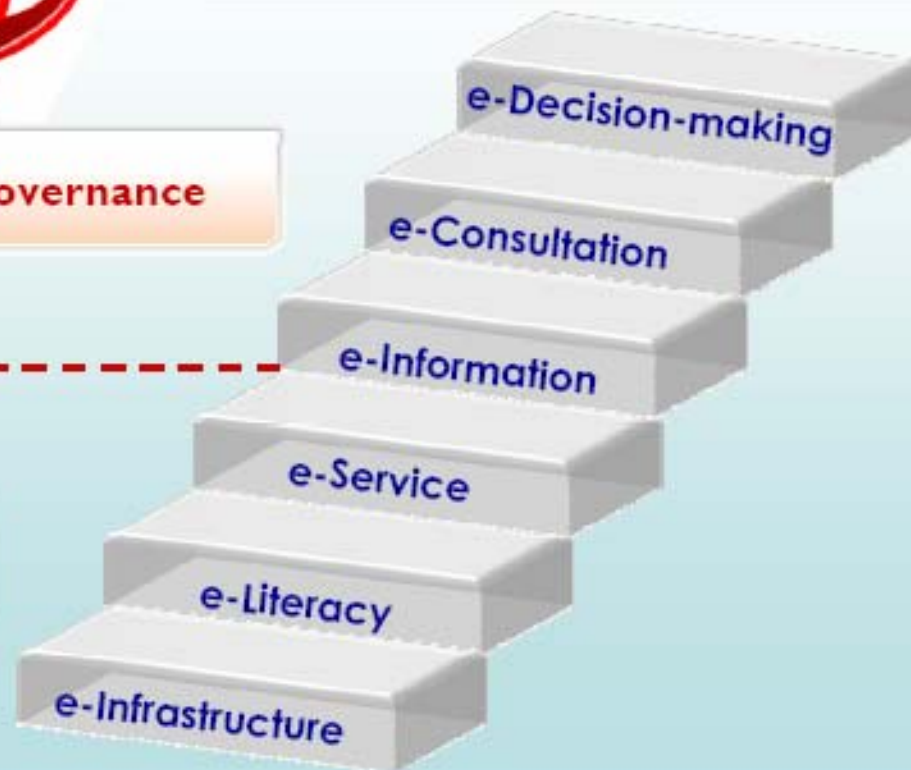 e-Decision-making
overnance
e-Consultation
e-Information
e-Service
e-Literacy
e-Infrastructure